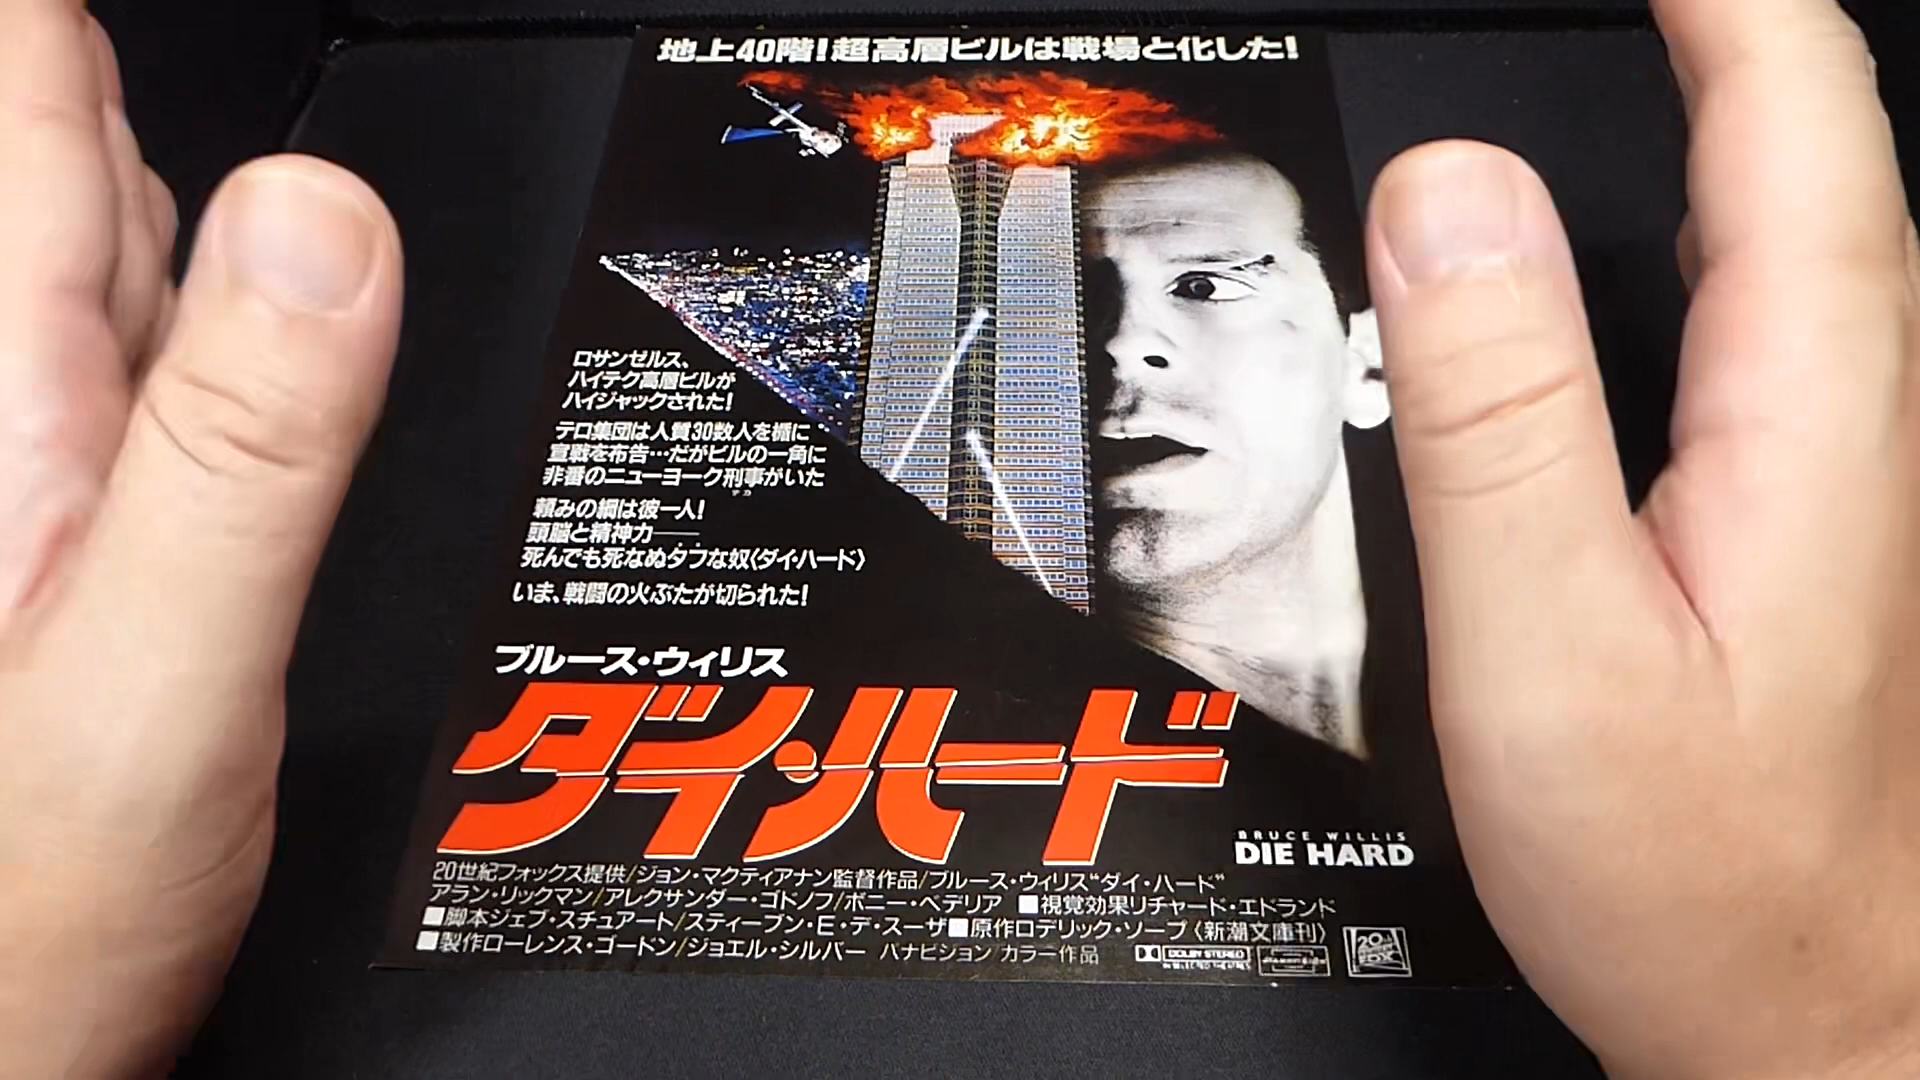 地上40階!超高層ビルは戦場と化した!
ロサンゼルス、
ハイテク高層ビルが
ハイジャックされた!
テロ集団は人質30数人を楯に
宣戦を布告…だがビルの一角に
非番のニューヨーク刑事がいた
デカ
頼みの綱は彼一人!
頭脳と精神力——
死んでも死なぬタフな奴〈ダイ・ハード〉
いま、戦闘の火ぶたが切られた!
ブルース・ウィリス
ダイ・ハード
BRUCE WILLIS
DIE HARD
20世紀フォックス提供/ジョン・マクティアナン監督作品/ブルース・ウィリス“ダイ・ハード”
アラン・リックマン/アレクサンダー・ゴドノフ/ボニー・ベデリア ■視覚効果リチャード・エドランド
■脚本ジェブ・スチュアート/スティーブン・E・デ・スーザ■原作ロデリック・ソープ〈新潮文庫刊〉
■製作ローレンス・ゴードン/ジョエル・シルバー パナビジョン カラー作品
DOLBY STEREO
20th CENTURY FOX